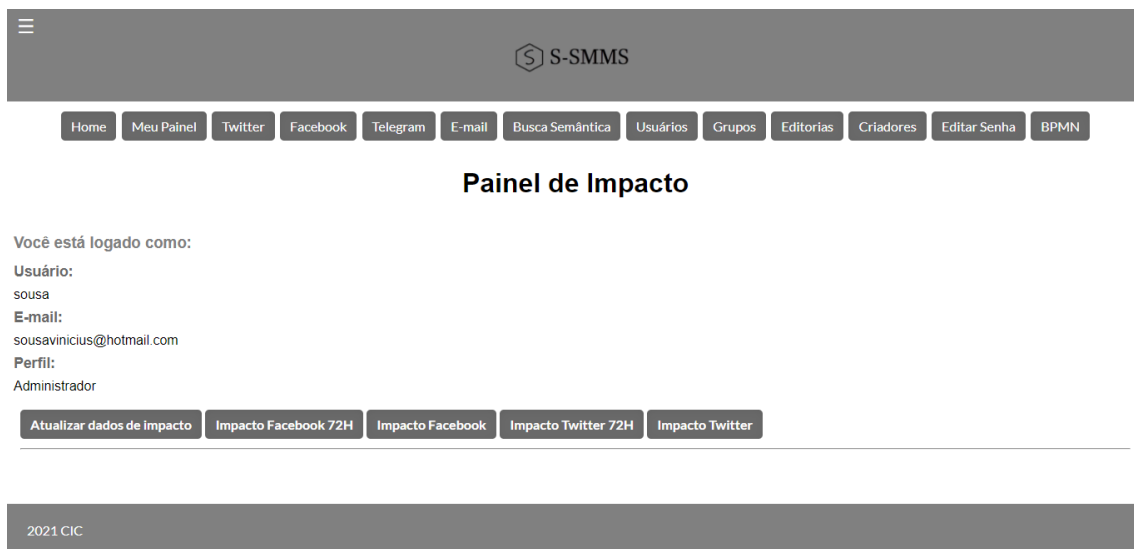 ☰
S-SMMS
Home Meu Painel Twitter Facebook Telegram E-mail Busca Semântica Usuários Grupos Editorias Criadores Editar Senha BPMN
Painel de Impacto
Você está logado como:
Usuário:
sousa
E-mail:
sousavinicius@hotmail.com
Perfil:
Administrador
Atualizar dados de impacto Impacto Facebook 72H Impacto Facebook Impacto Twitter 72H Impacto Twitter
2021 CIC